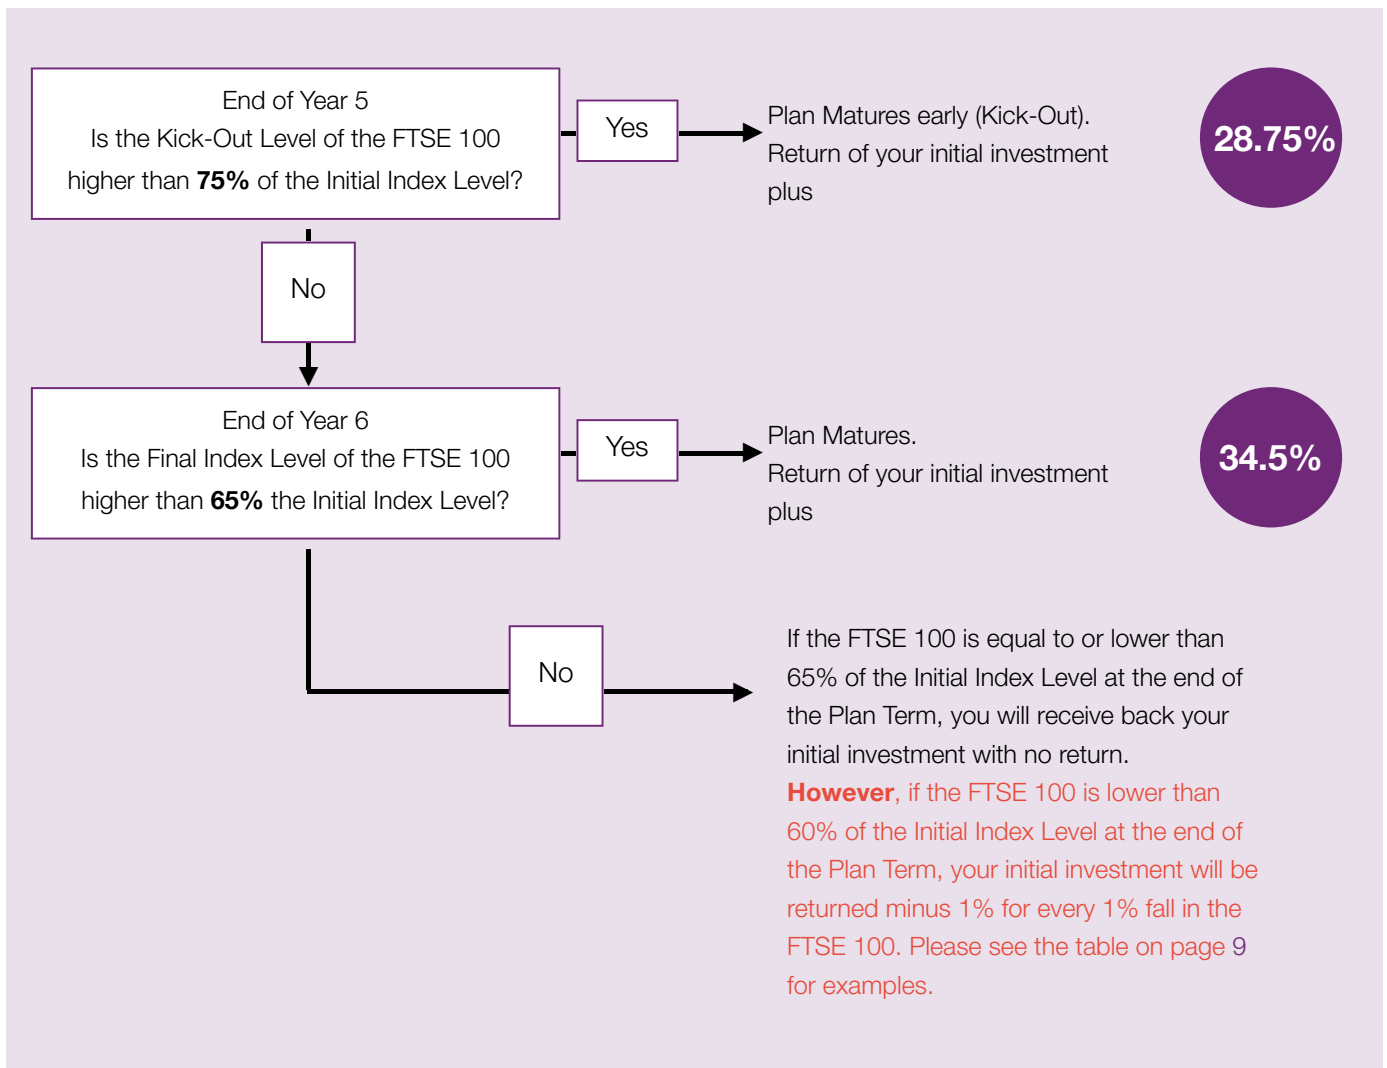 End of Year 5
Is the Kick-Out Level of the FTSE 100
higher than 75% of the Initial Index Level?
Yes
Plan Matures early (Kick-Out).
Return of your initial investment
plus
28.75%
No
End of Year 6
Is the Final Index Level of the FTSE 100
higher than 65% the Initial Index Level?
Yes
Plan Matures.
Return of your initial investment
plus
34.5%
No
If the FTSE 100 is equal to or lower than
65% of the Initial Index Level at the end of
the Plan Term, you will receive back your
initial investment with no return.
However, if the FTSE 100 is lower than
60% of the Initial Index Level at the end of
the Plan Term, your initial investment will be
returned minus 1% for every 1% fall in the
FTSE 100. Please see the table on page 9
for examples.